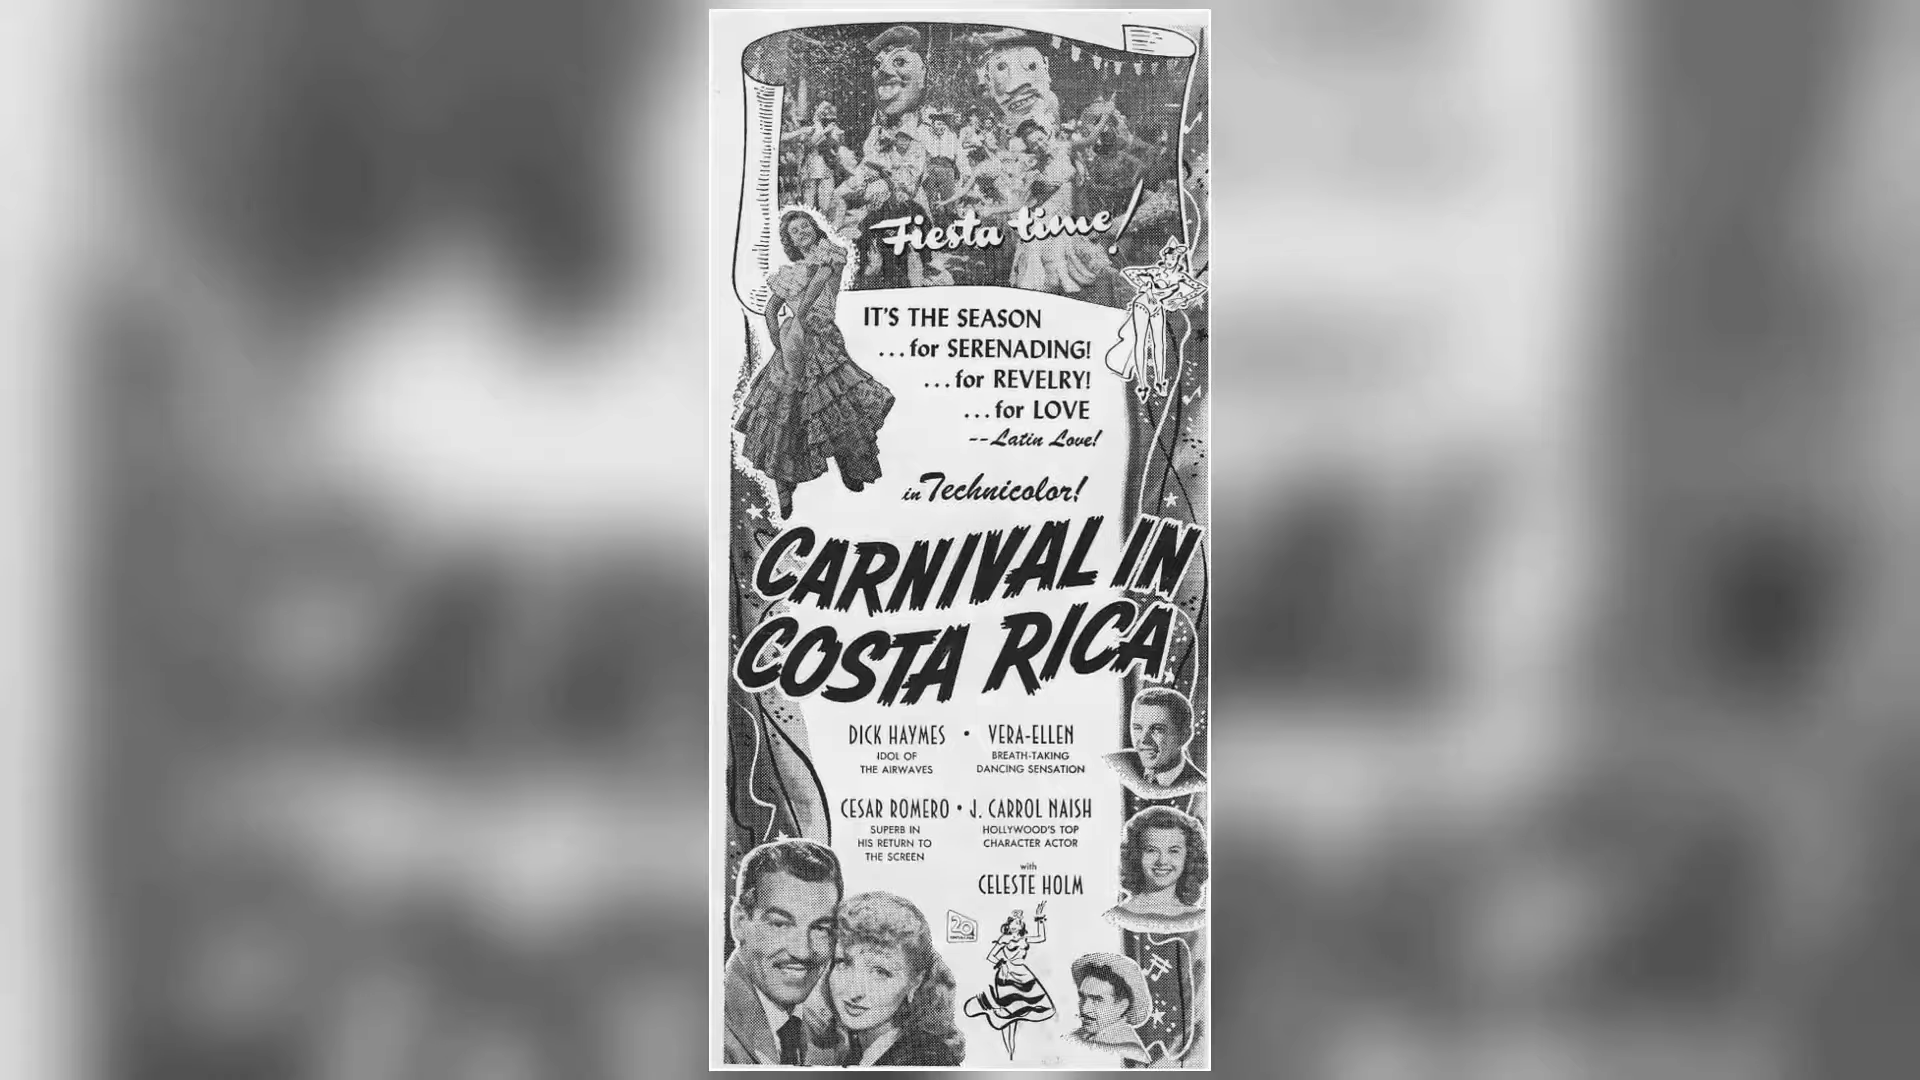 Fiesta time!
IT'S THE SEASON
...for SERENADING!
...for REVELRY!
...for LOVE
--Latin Love!
in Technicolor!
CARNIVAL IN
COSTA RICA
DICK HAYMES • VERA-ELLEN
IDOL OF
THE AIRWAVES
BREATH-TAKING
DANCING SENSATION
CESAR ROMERO • J. CARROL NAISH
SUPERB IN
HIS RETURN TO
THE SCREEN
HOLLYWOOD'S TOP
CHARACTER ACTOR
with
CELESTE HOLM
20